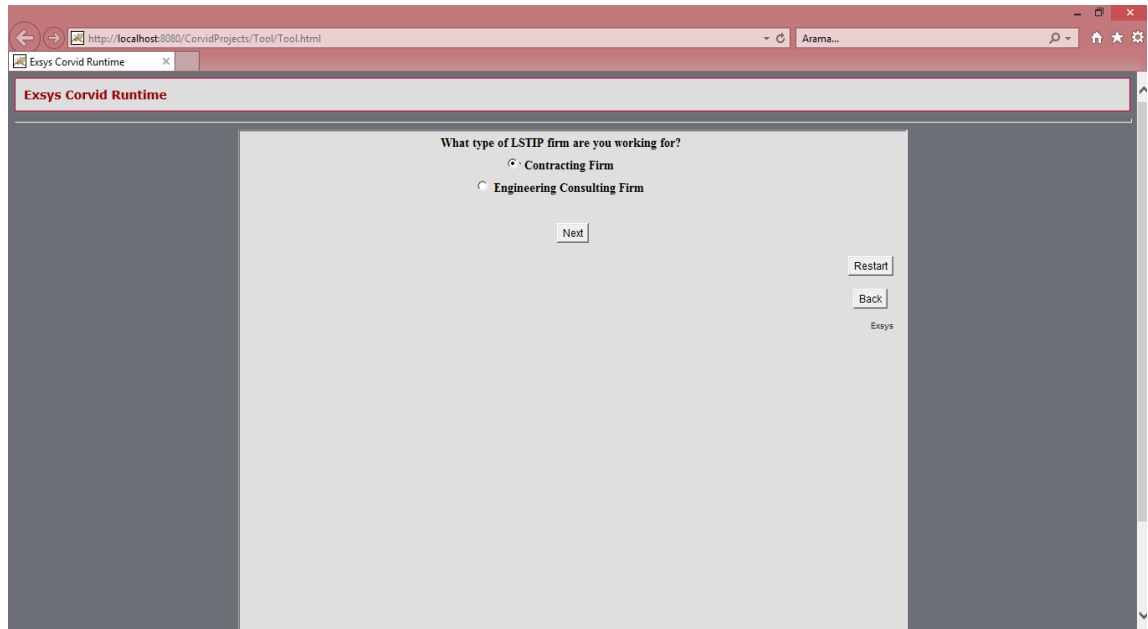 http://localhost:8080/CorvidProjects/Tool/Tool.html
Arama...
Exsys Corvid Runtime
Exsys Corvid Runtime
What type of LSTIP firm are you working for?
Contracting Firm
Engineering Consulting Firm
Next
Restart
Back
Exsys